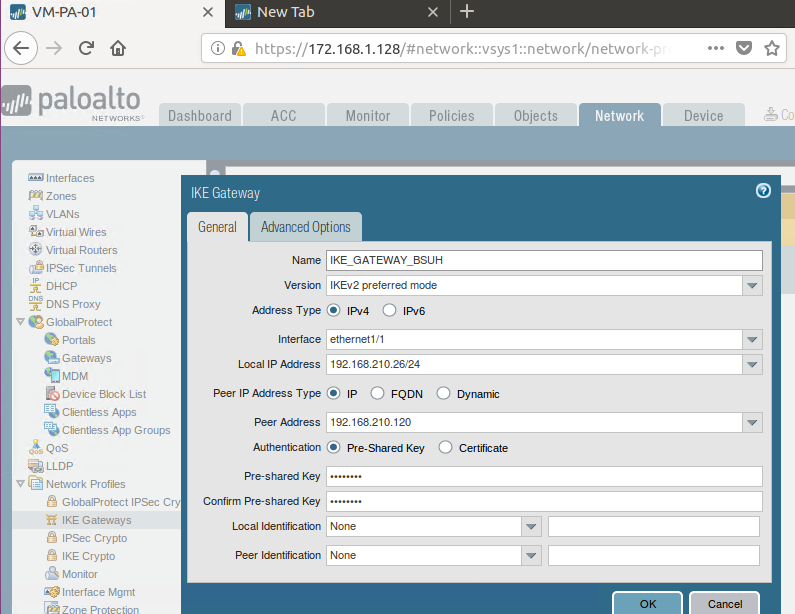 VM-PA-01
New Tab
https://172.168.1.128/#network::vsys1::network/network-pr
paloalto
NETWORKS
Dashboard ACC Monitor Policies Objects Network Device Co
Interfaces
Zones
VLANs
Virtual Wires
Virtual Routers
IPSec Tunnels
DHCP
DNS Proxy
GlobalProtect
Portals
Gateways
MDM
Device Block List
Clientless Apps
Clientless App Groups
QoS
LLDP
Network Profiles
GlobalProtect IPSec Cry
IKE Gateways
IPSec Crypto
IKE Crypto
Monitor
Interface Mgmt
Zone Protection
IKE Gateway
General Advanced Options
Name IKE_GATEWAY_BSUH
Version IKEv2 preferred mode
Address Type IPv4 IPv6
Interface ethernet1/1
Local IP Address 192.168.210.26/24
Peer IP Address Type IP FQDN Dynamic
Peer Address 192.168.210.120
Authentication Pre-Shared Key Certificate
Pre-shared Key ••••••••
Confirm Pre-shared Key ••••••••
Local Identification None
Peer Identification None
OK Cancel